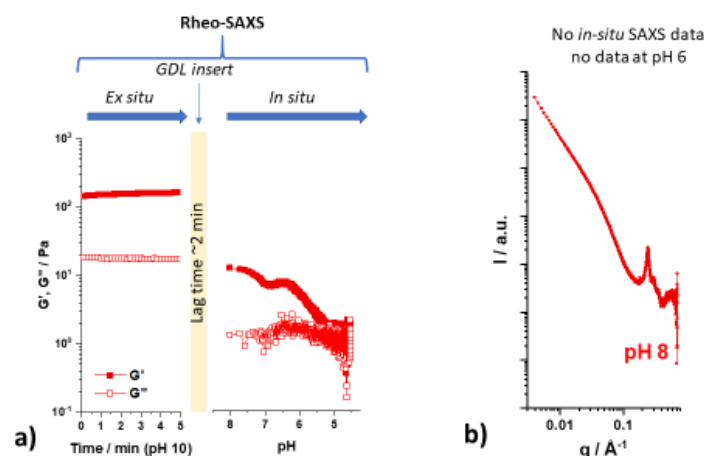 Rheo-SAXS
GDL insert
Ex situ
In situ
No in-situ SAXS data
no data at pH 6
10³
10²
10¹
10⁰
10⁻¹
G', G'' / Pa
Lag time ~2 min
G'
G''
0 1 2 3 4 5
Time / min (pH 10)
8 7 6 5
pH
a)
I / a.u.
pH 8
0.01 0.1
q / Å⁻¹
b)